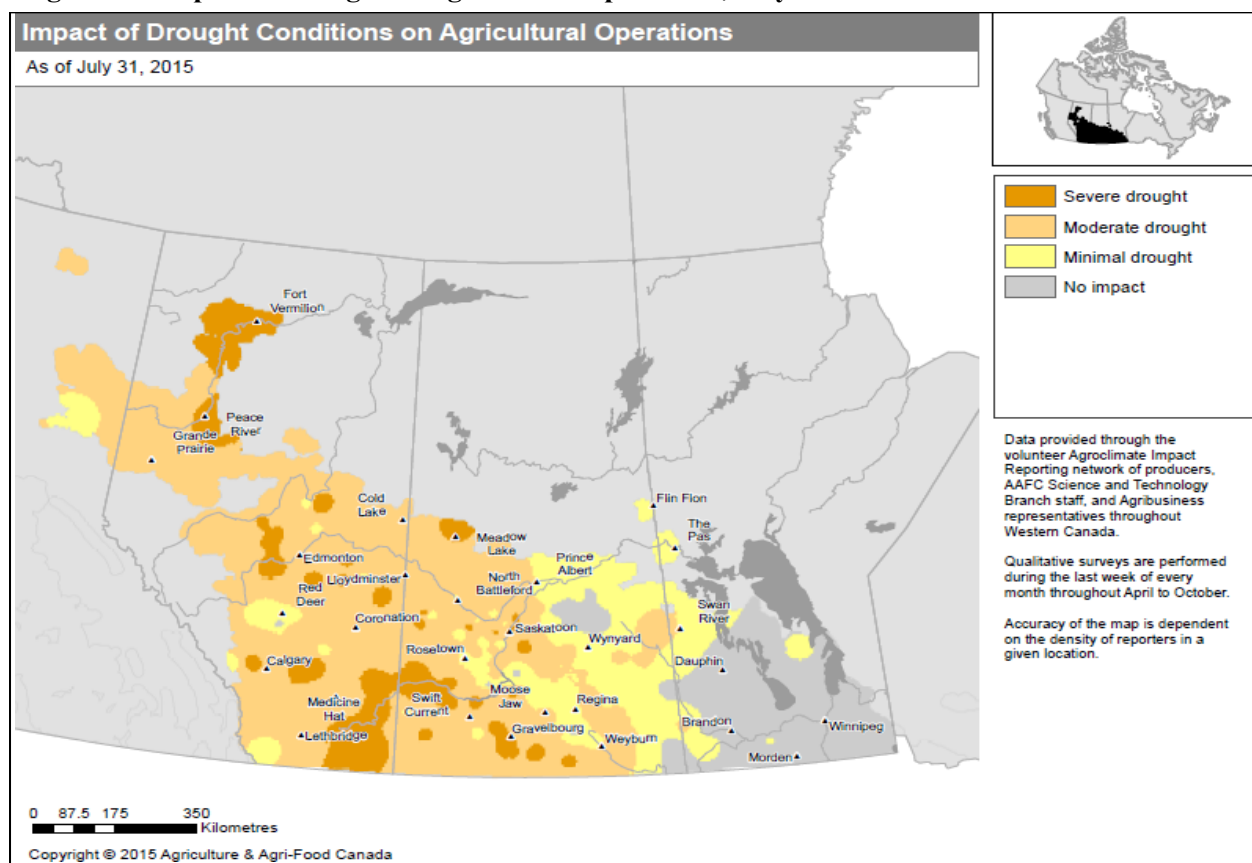 Impact of Drought Conditions on Agricultural Operations
As of July 31, 2015
Severe drought
Moderate drought
Minimal drought
No impact
Fort
Vermilion
Peace
River
Grande
Prairie
Cold
Lake
Meadow
Lake
Flin Flon
The
Pas
Edmonton
Lloydminster
Prince
Albert
North
Battleford
Red
Deer
Coronation
Saskatoon
Swan
River
Wynyard
Rosetown
Dauphin
Calgary
Medicine
Hat
Swift
Current
Moose
Jaw
Regina
Lethbridge
Gravelbourg
Weyburn
Brandon
Winnipeg
Morden
Data provided through the
volunteer Agroclimate Impact
Reporting network of producers,
AAFC Science and Technology
Branch staff, and Agribusiness
representatives throughout
Western Canada.
Qualitative surveys are performed
during the last week of every
month throughout April to October.
Accuracy of the map is dependent
on the density of reporters in a
given location.
0 87.5 175 350
Kilometres
Copyright © 2015 Agriculture & Agri-Food Canada